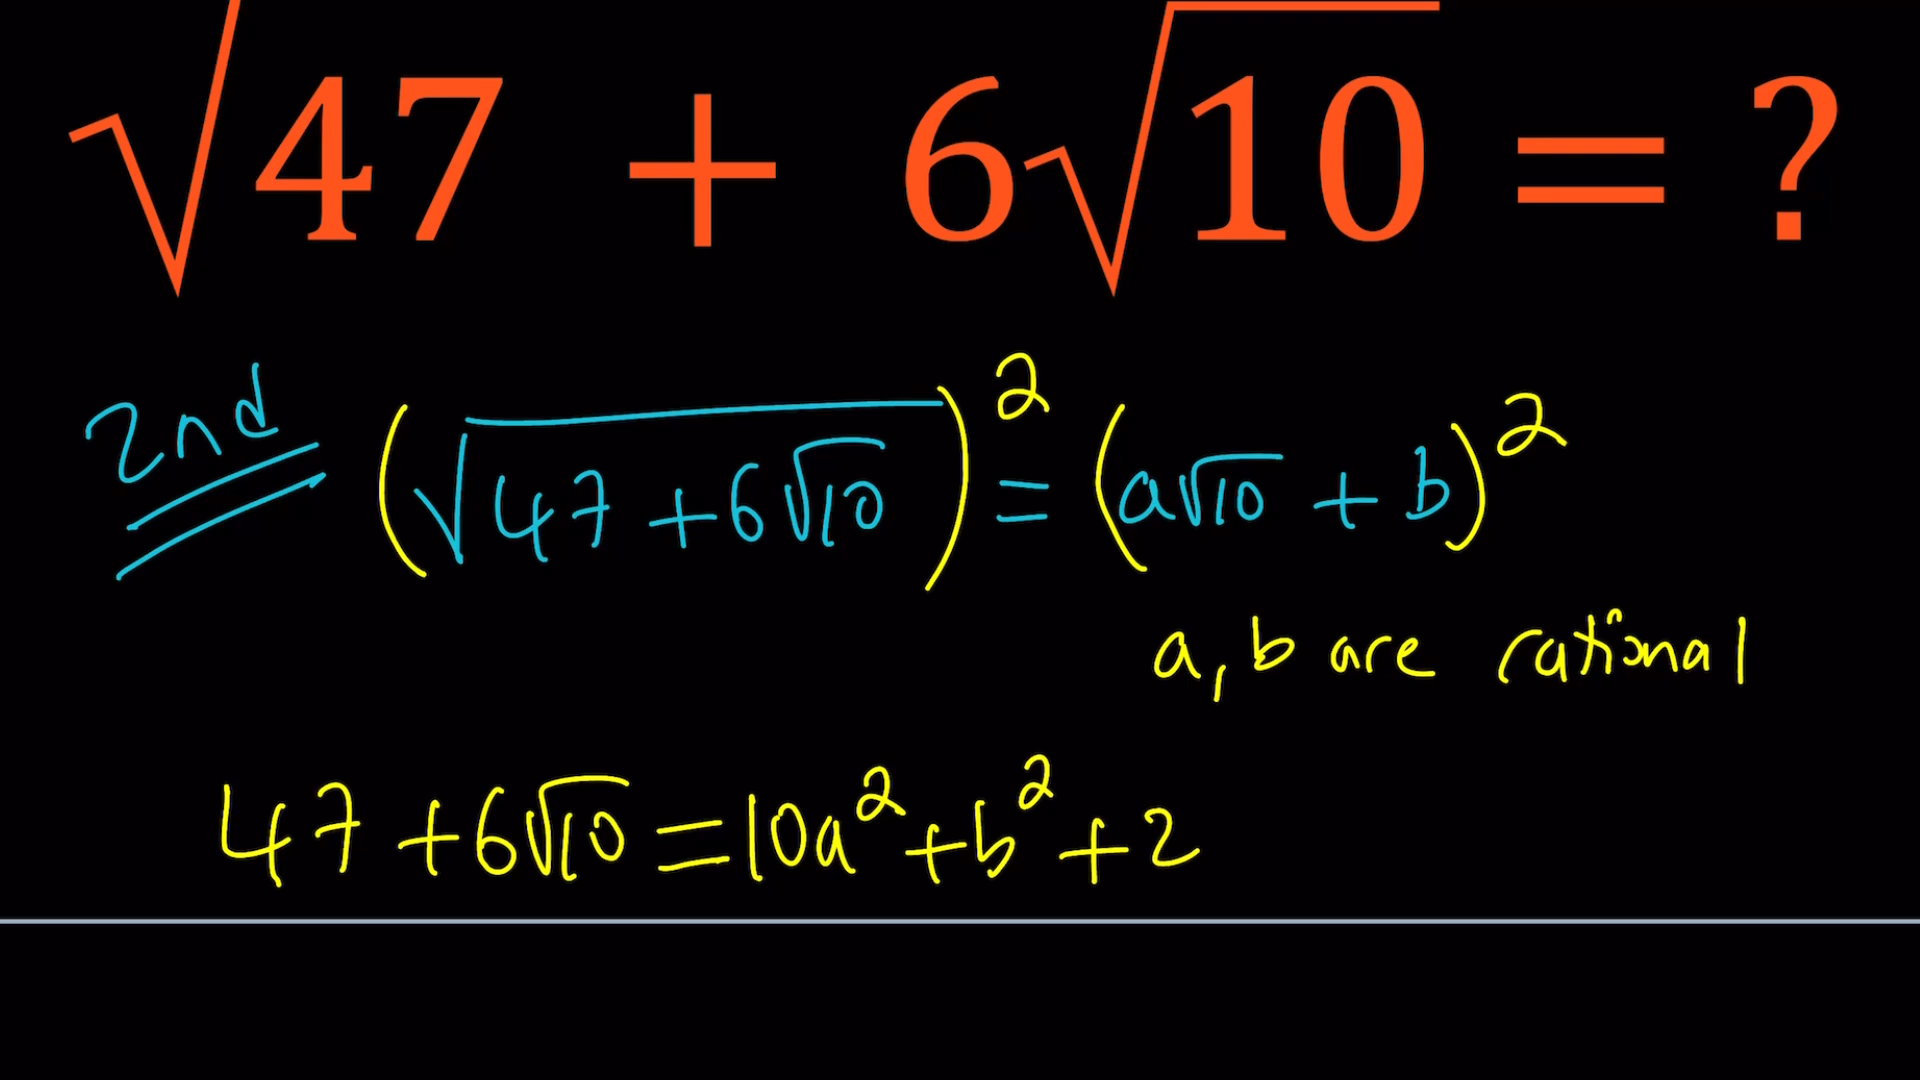 √47 + 6√10 = ?
2nd (√(47 + 6√10))² = (a√10 + b)²
a, b are rational
47 + 6√10 = 10a² + b² + 2